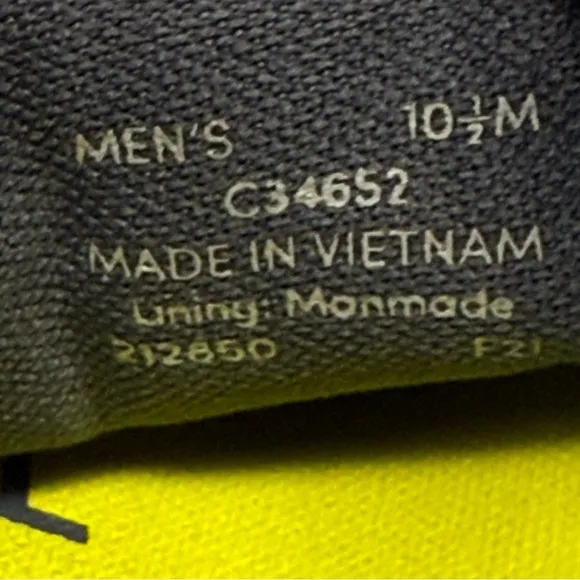 MEN'S 10½M
C34652
MADE IN VIETNAM
Lining: Manmade
212850 F21